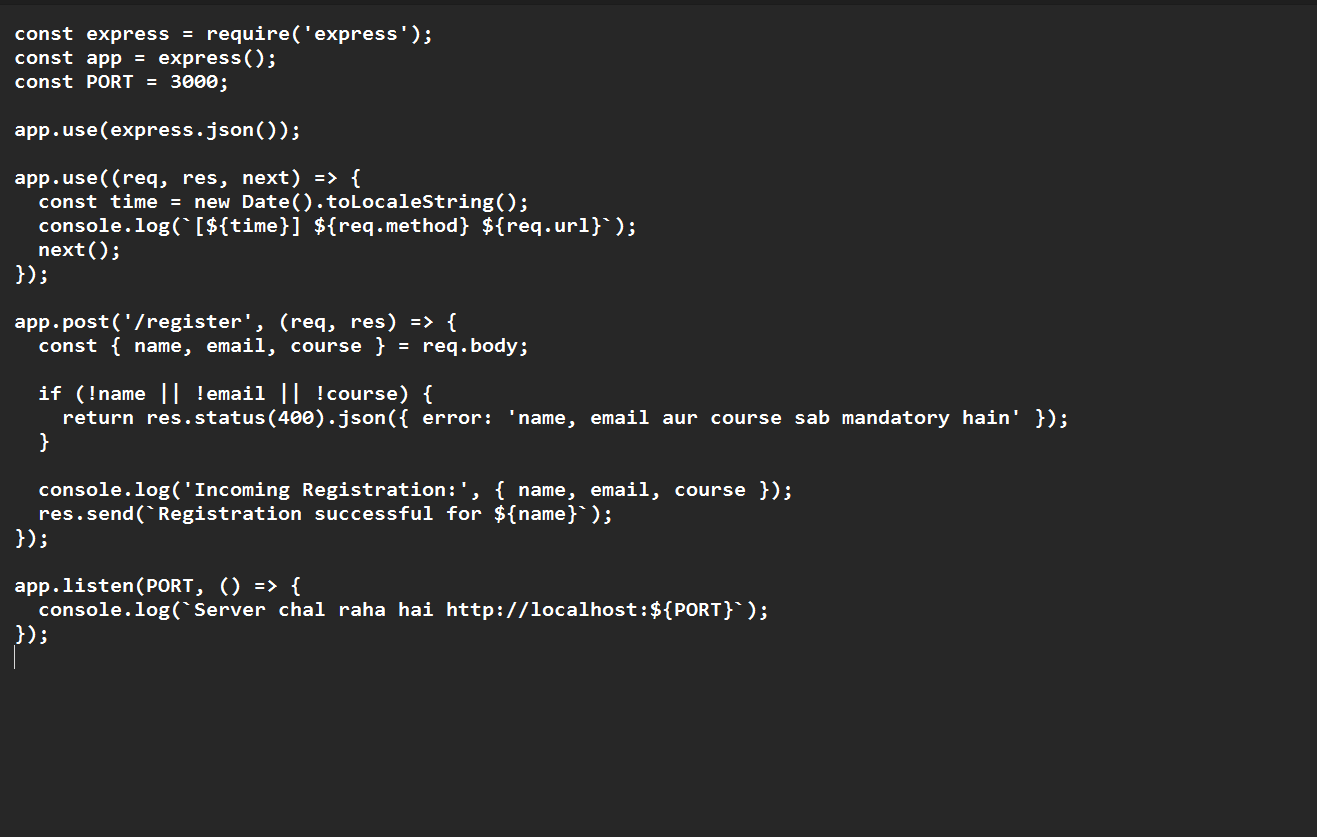 const express = require('express');
const app = express();
const PORT = 3000;

app.use(express.json());

app.use((req, res, next) => {
  const time = new Date().toLocaleString();
  console.log(`[${time}] ${req.method} ${req.url}`);
  next();
});

app.post('/register', (req, res) => {
  const { name, email, course } = req.body;

  if (!name || !email || !course) {
    return res.status(400).json({ error: 'name, email aur course sab mandatory hain' });
  }

  console.log('Incoming Registration:', { name, email, course });
  res.send(`Registration successful for ${name}`);
});

app.listen(PORT, () => {
  console.log(`Server chal raha hai http://localhost:${PORT}`);
});